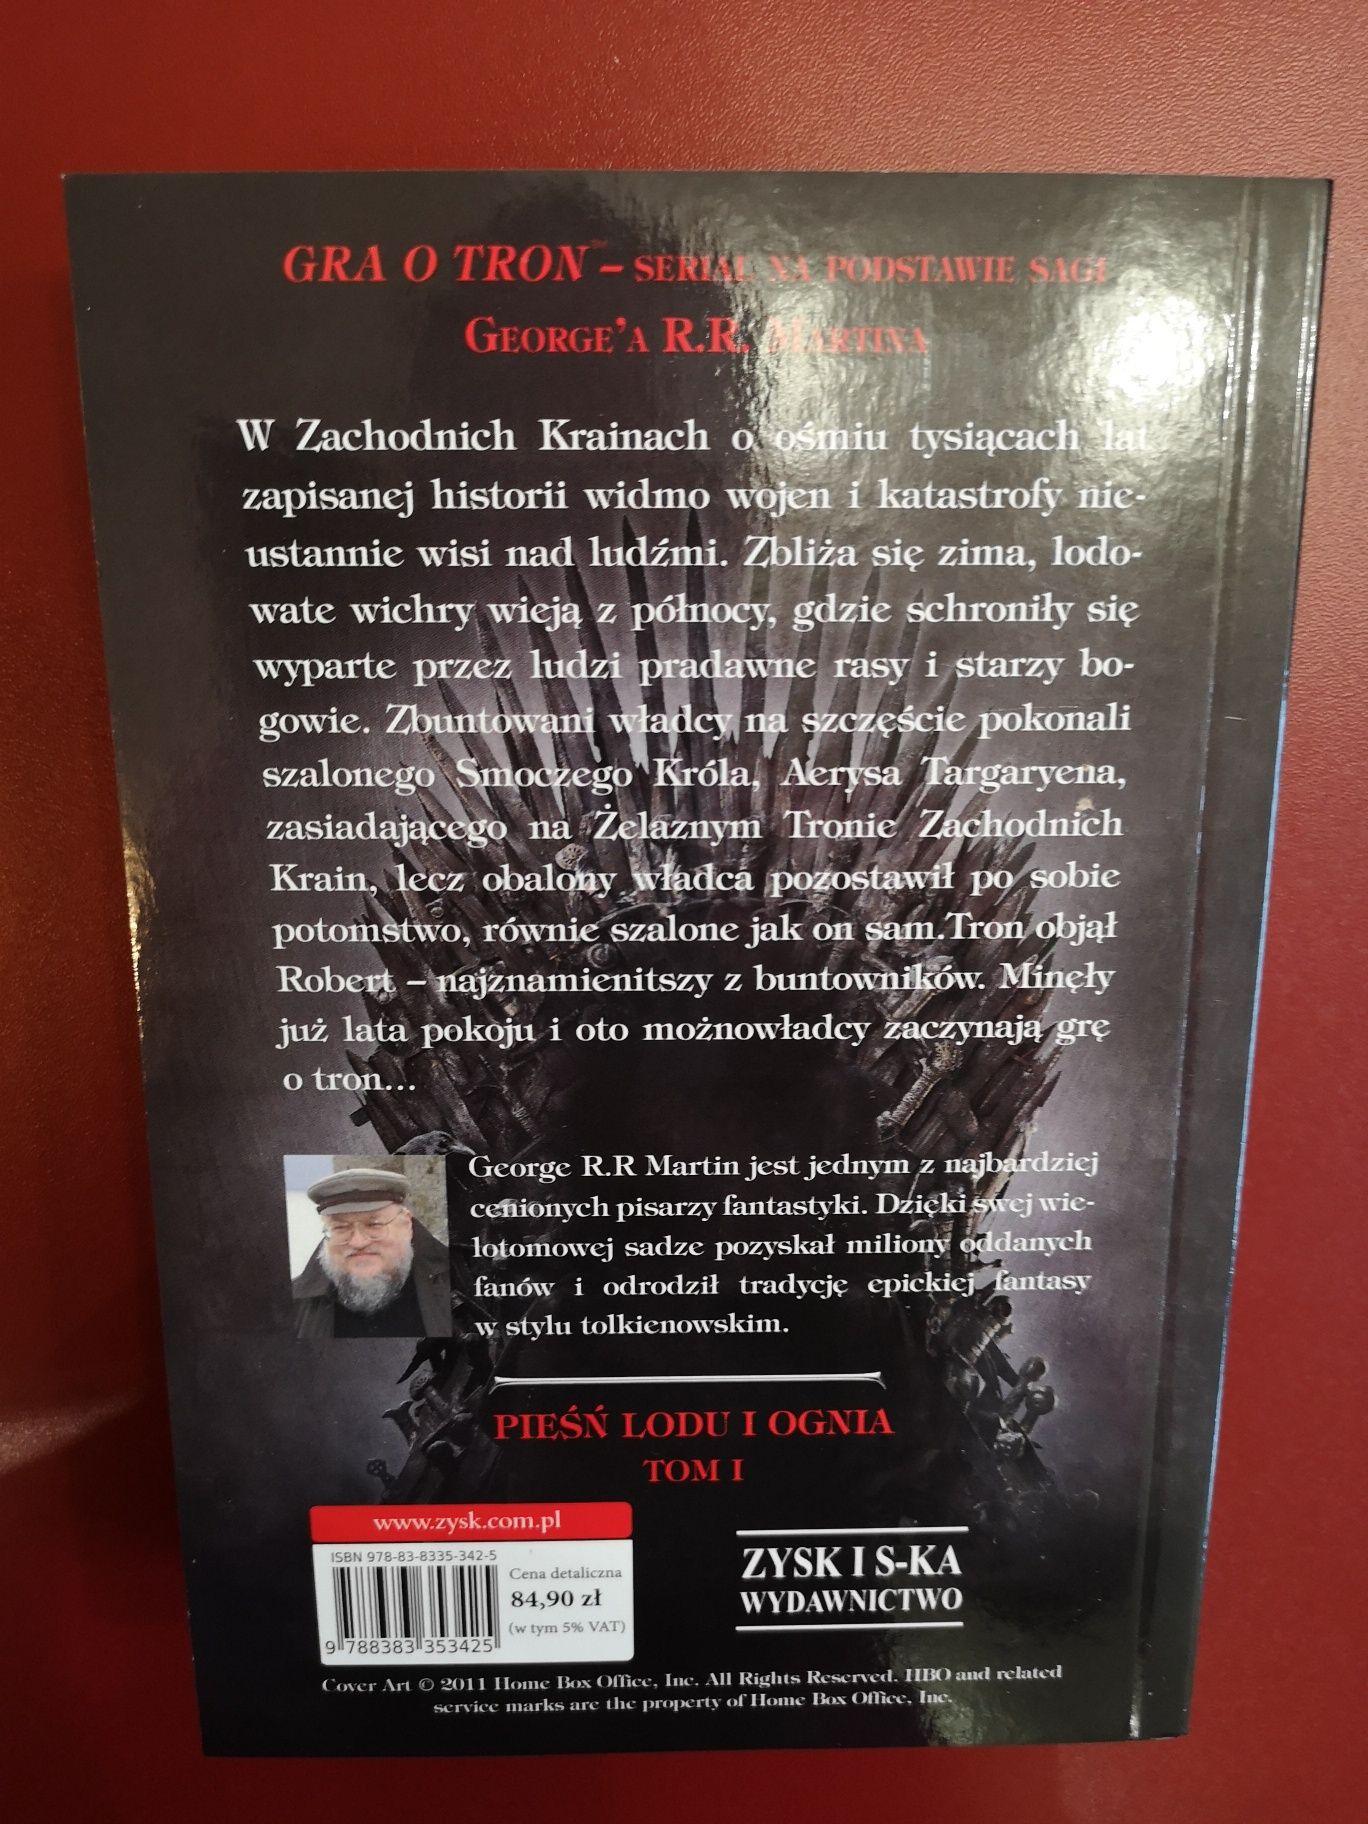 GRA O TRON™ – SERIAL NA PODSTAWIE SAGI
GEORGE'A R.R. MARTINA
W Zachodnich Krainach o ośmiu tysiącach lat
zapisanej historii widmo wojen i katastrofy nie-
ustannie wisi nad ludźmi. Zbliża się zima, lodo-
wate wichry wieją z północy, gdzie schroniły się
wyparte przez ludzi pradawne rasy i starzy bo-
gowie. Zbuntowani władcy na szczęście pokonali
szalonego Smoczego Króla, Aerysa Targaryena,
zasiadającego na Żelaznym Tronie Zachodnich
Krain, lecz obalony władca pozostawił po sobie
potomstwo, równie szalone jak on sam.Tron objął
Robert – najznamienitszy z buntowników. Minęły
już lata pokoju i oto możnowładcy zaczynają grę
o tron...
George R.R Martin jest jednym z najbardziej
cenionych pisarzy fantastyki. Dzięki swej wie-
lotomowej sadze pozyskał miliony oddanych
fanów i odrodził tradycję epickiej fantasy
w stylu tolkienowskim.
PIEŚŃ LODU I OGNIA
TOM I
www.zysk.com.pl
ISBN 978-83-8335-342-5
Cena detaliczna
84,90 zł
(w tym 5% VAT)
9 788383 353425
ZYSK I S-KA
WYDAWNICTWO
Cover Art © 2011 Home Box Office, Inc. All Rights Reserved. HBO and related
service marks are the property of Home Box Office, Inc.